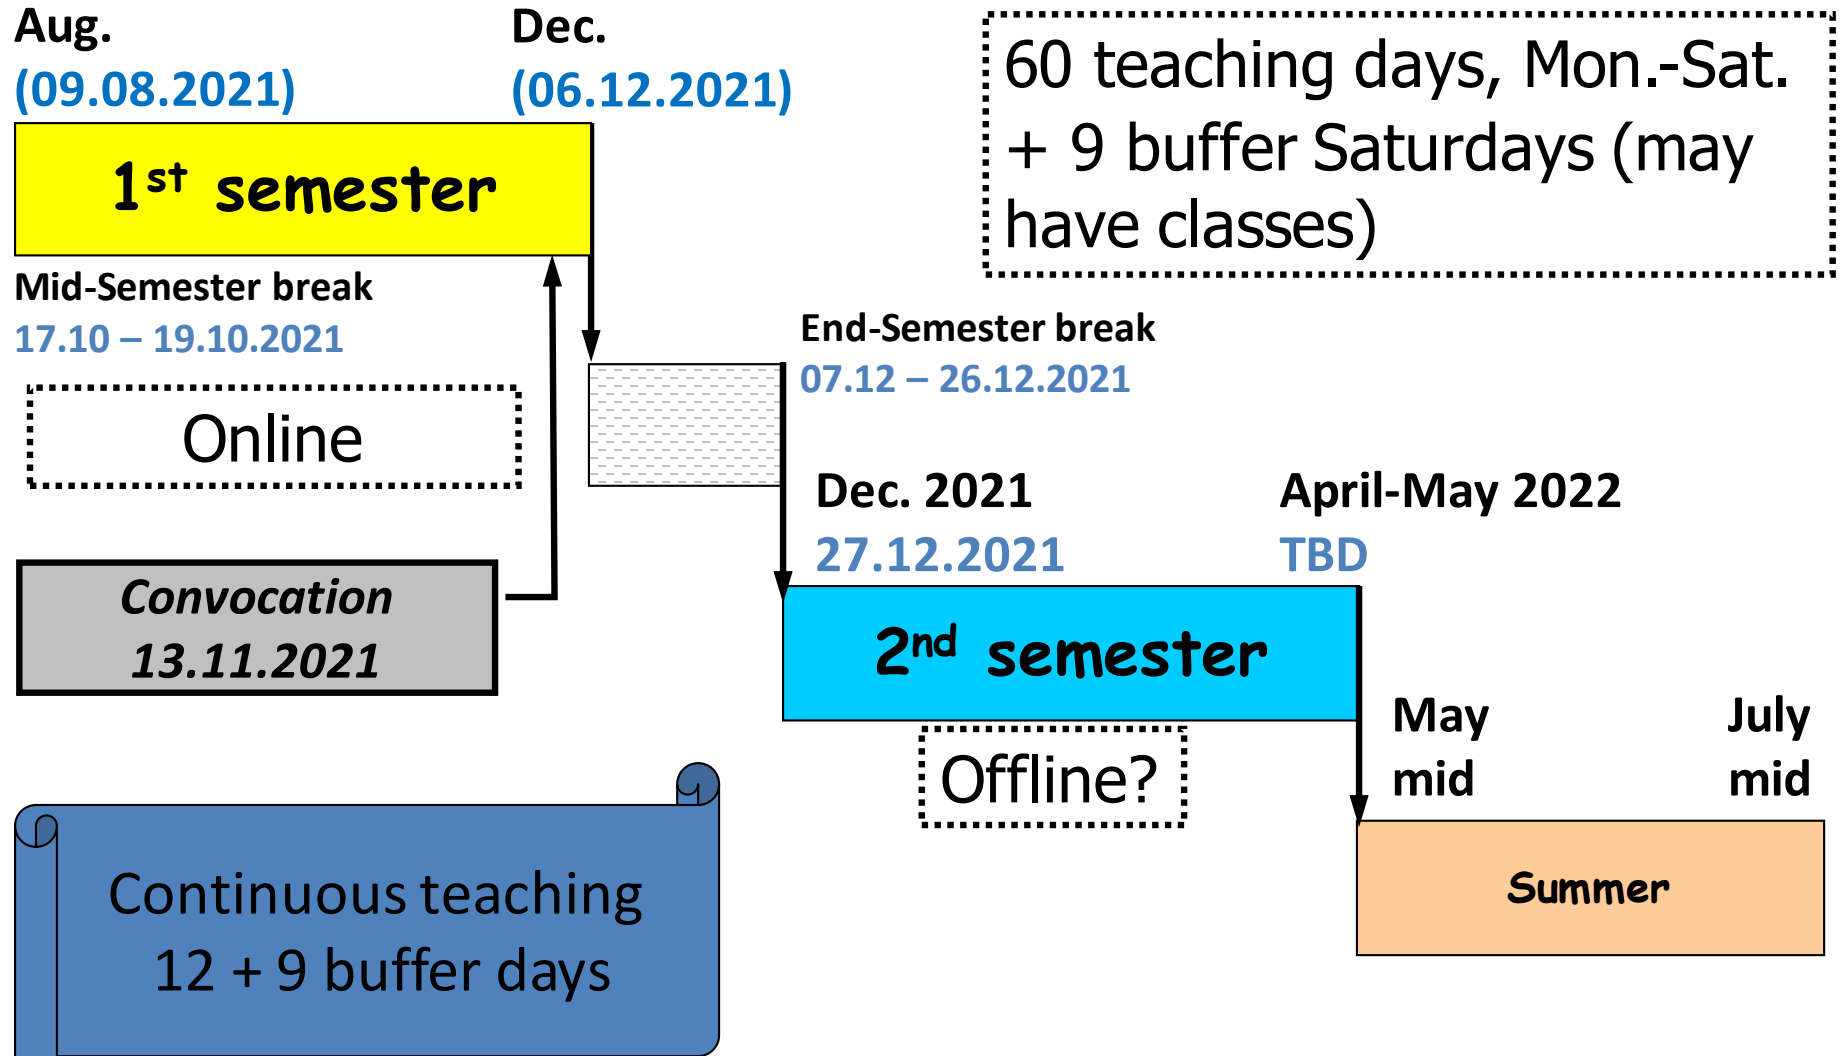 Aug.
(09.08.2021)
Dec.
(06.12.2021)
60 teaching days, Mon.-Sat.
+ 9 buffer Saturdays (may
have classes)
1st semester
Mid-Semester break
17.10 – 19.10.2021
Online
End-Semester break
07.12 – 26.12.2021
Dec. 2021
27.12.2021
April-May 2022
TBD
Convocation
13.11.2021
2nd semester
Offline?
May
mid
July
mid
Summer
Continuous teaching
12 + 9 buffer days